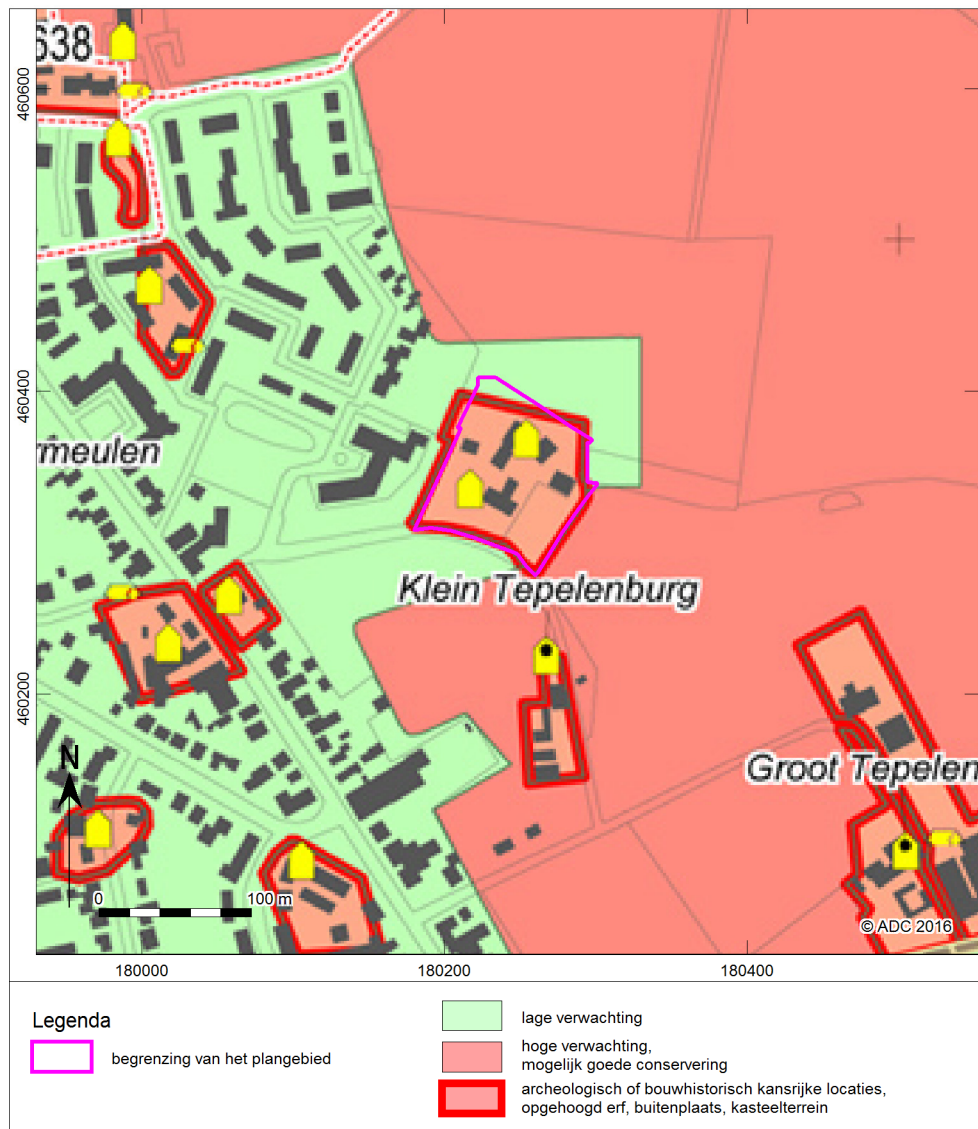 638
460600
460400
rmeulen
Klein Tepelenburg
460200
N
Groot Tepelen
0
100 m
© ADC 2016
180000
180200
180400
Legenda
begrenzing van het plangebied
lage verwachting
hoge verwachting,
mogelijk goede conservering
archeologisch of bouwhistorisch kansrijke locaties,
opgehoogd erf, buitenplaats, kasteelterrein